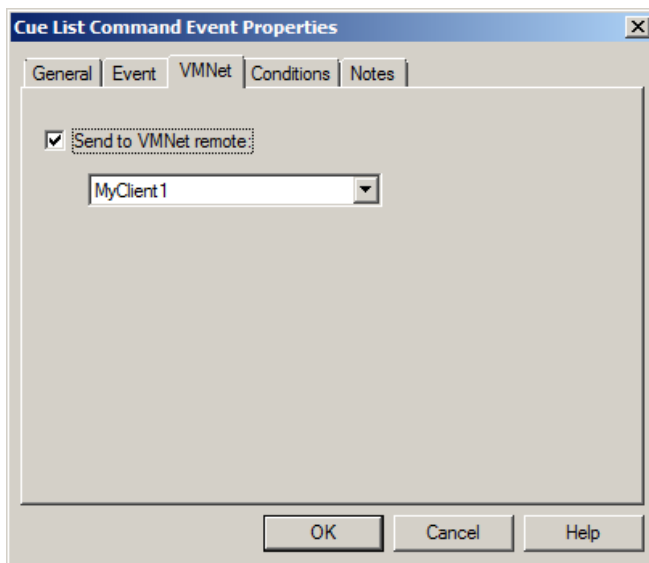 Cue List Command Event Properties
General Event VMNet Conditions Notes
Send to VMNet remote:
MyClient1
OK Cancel Help